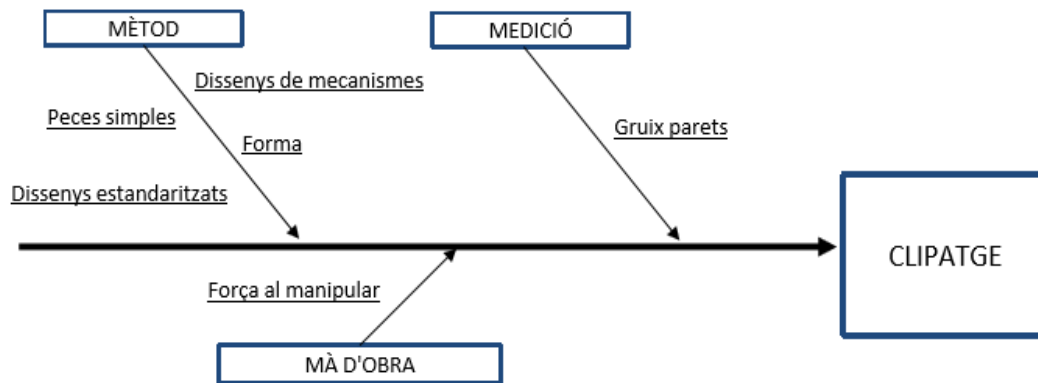 MÈTOD
MEDICIÓ
Dissenys de mecanismes
Peces simples
Gruix parets
Forma
Dissenys estandaritzats
CLIPATGE
Força al manipular
MÀ D'OBRA